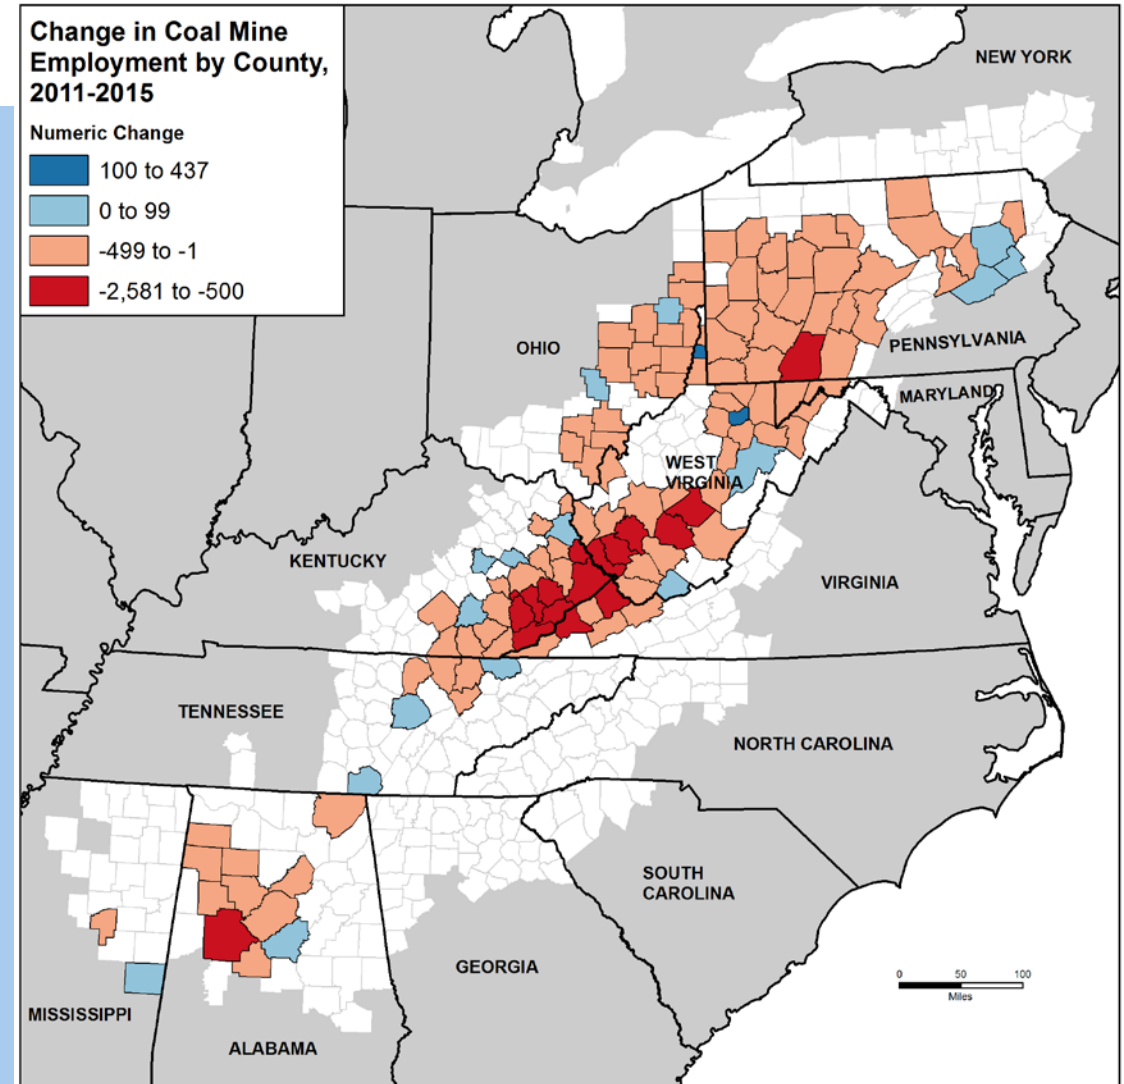 Change in Coal Mine
Employment by County,
2011-2015
Numeric Change
100 to 437
0 to 99
-499 to -1
-2,581 to -500
NEW YORK
PENNSYLVANIA
OHIO
MARYLAND
WEST
VIRGINIA
KENTUCKY
VIRGINIA
TENNESSEE
NORTH CAROLINA
SOUTH
CAROLINA
GEORGIA
0 50 100
Miles
MISSISSIPPI
ALABAMA